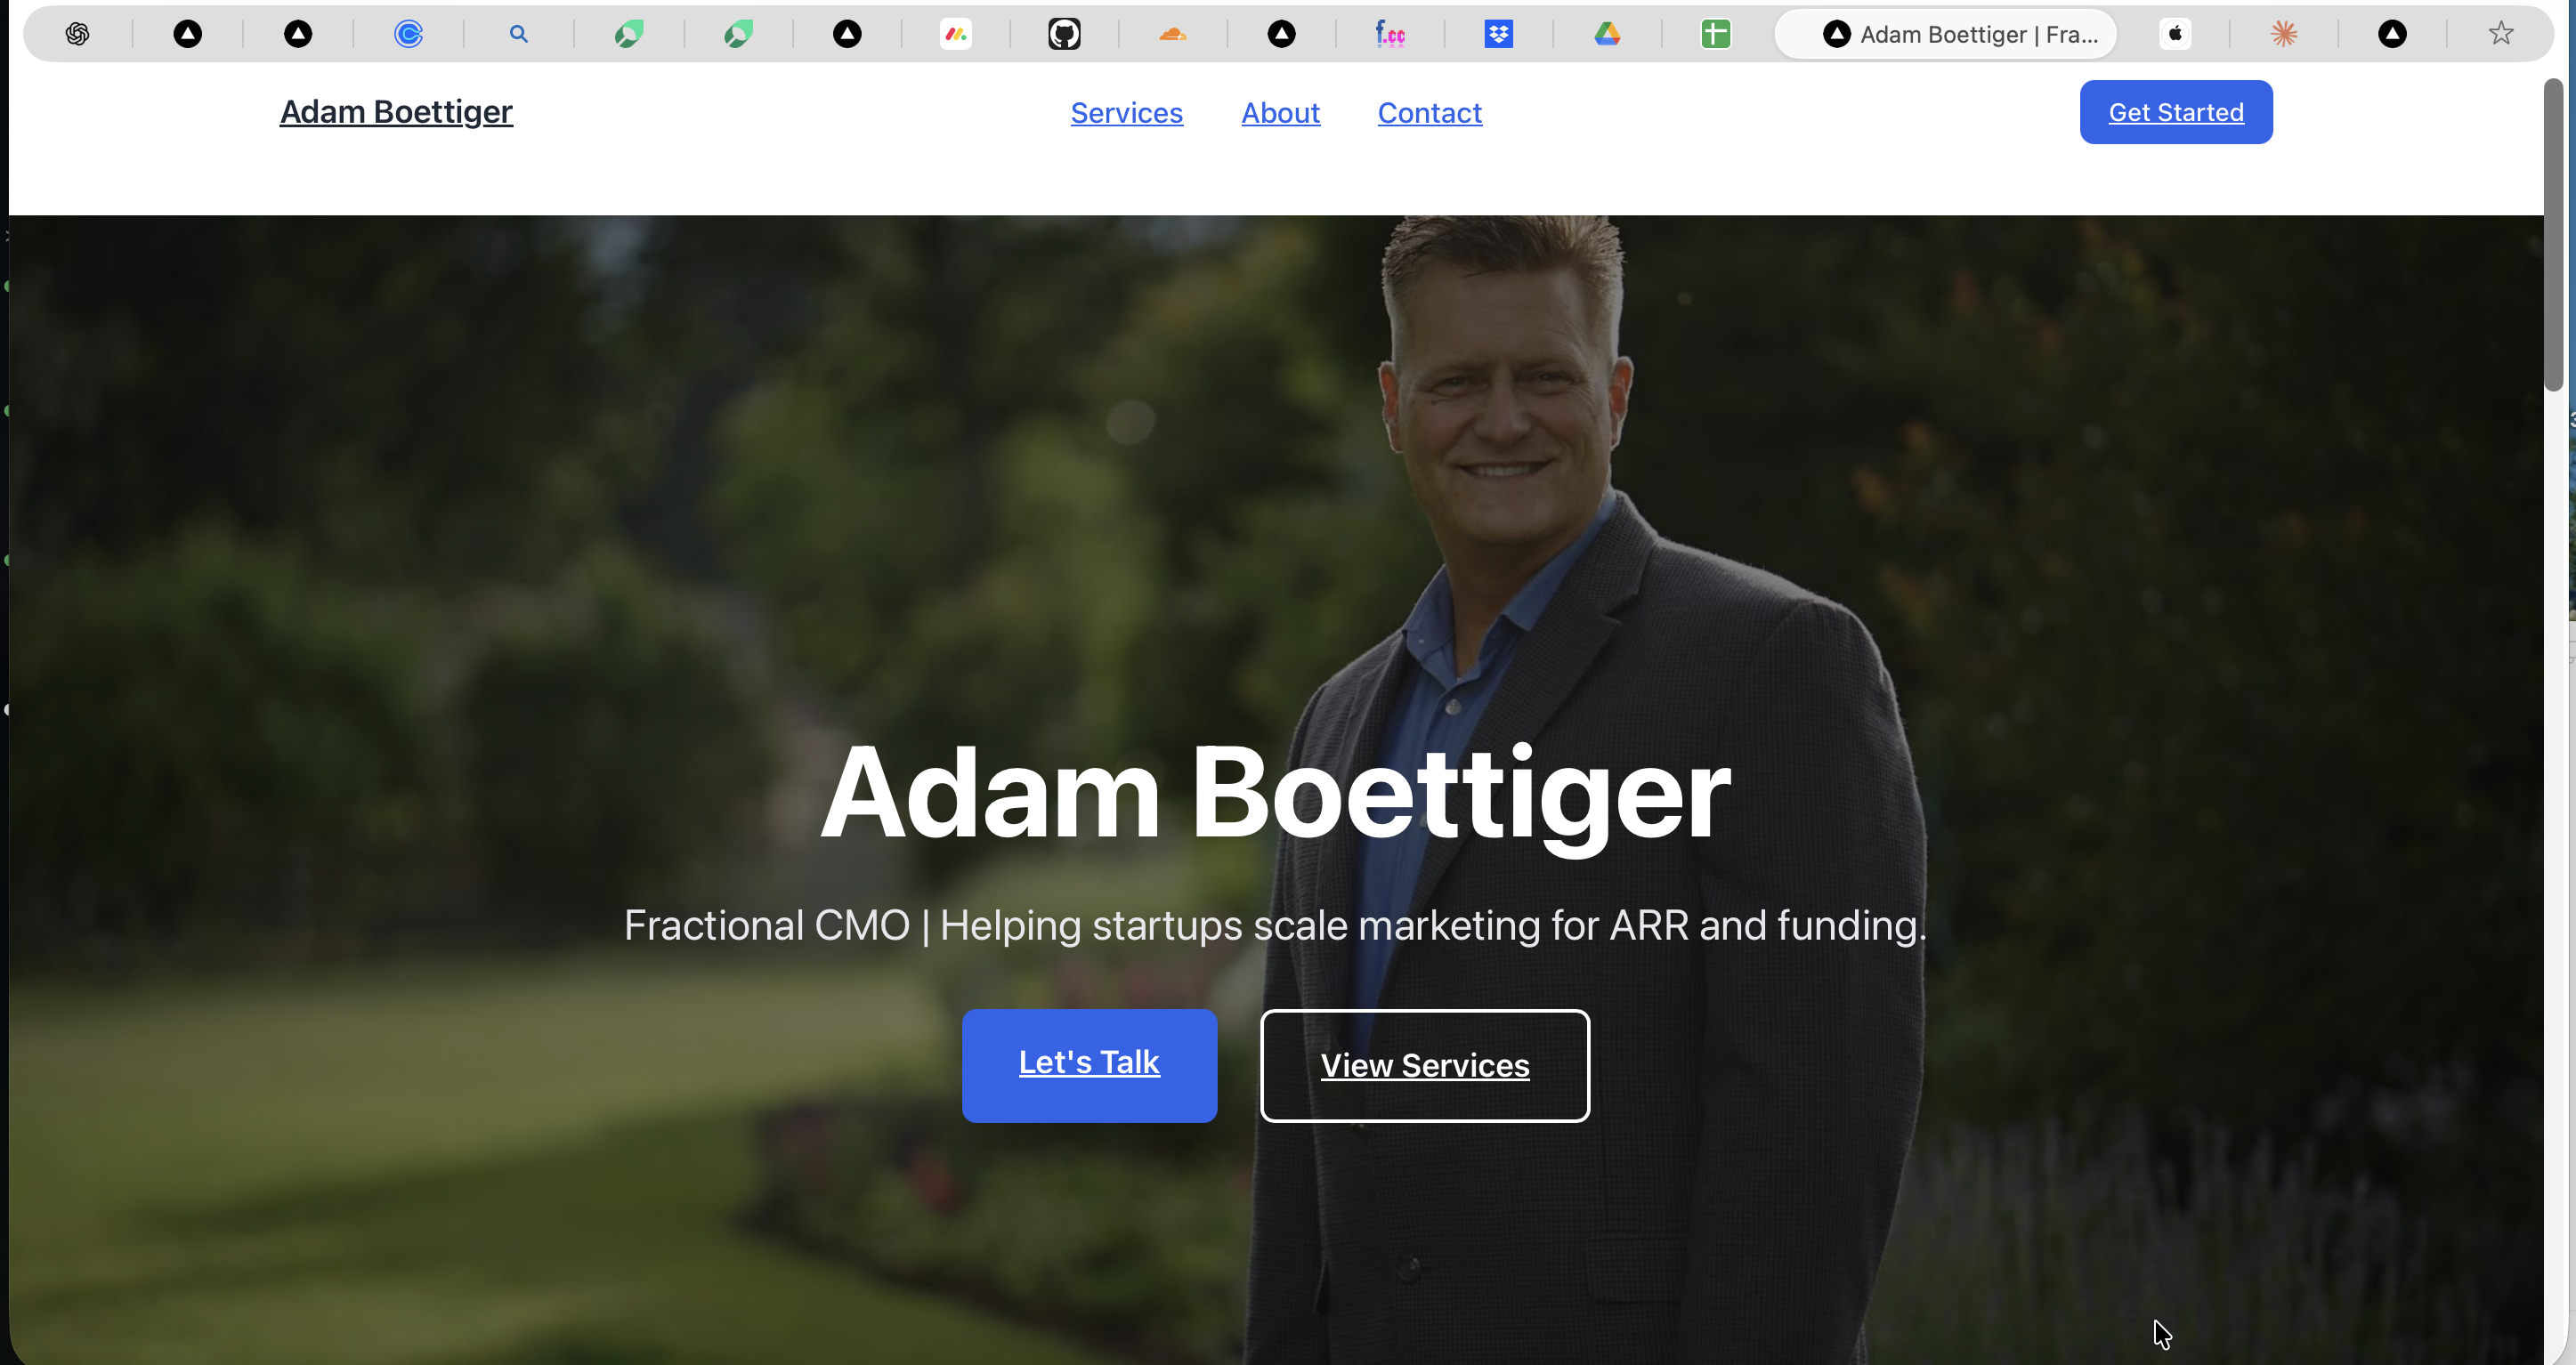 f.cc
Adam Boettiger | Fra...
Adam Boettiger
Services
About
Contact
Get Started
Adam Boettiger
Fractional CMO | Helping startups scale marketing for ARR and funding.
Let's Talk
View Services